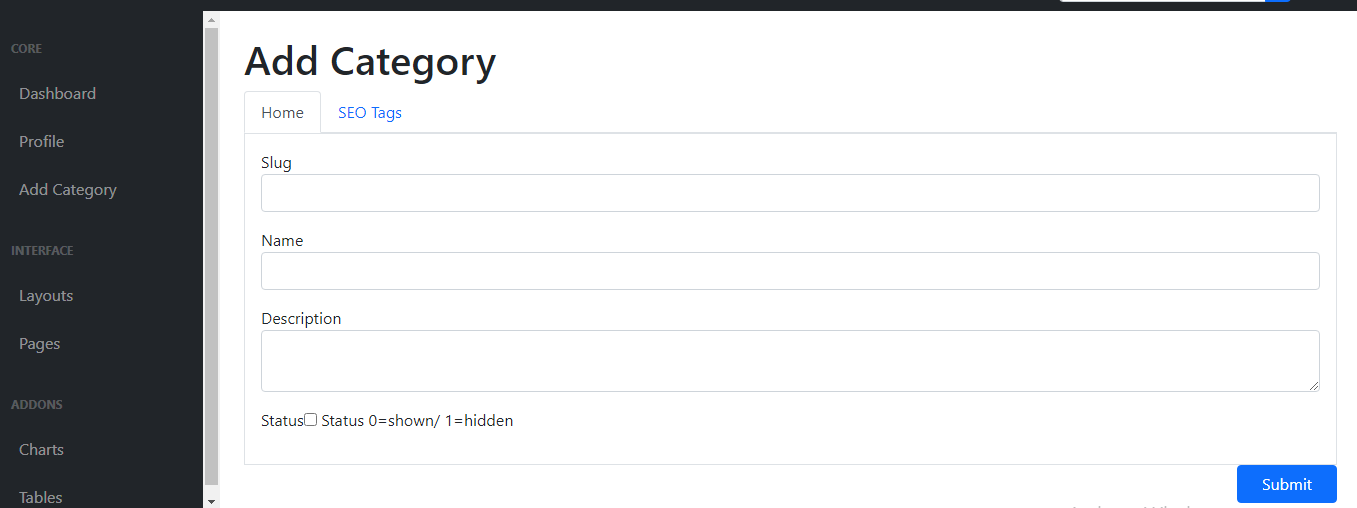 CORE
Dashboard
Profile
Add Category
INTERFACE
Layouts
Pages
ADDONS
Charts
Tables
Add Category
Home
SEO Tags
Slug
Name
Description
Status Status 0=shown/ 1=hidden
Submit